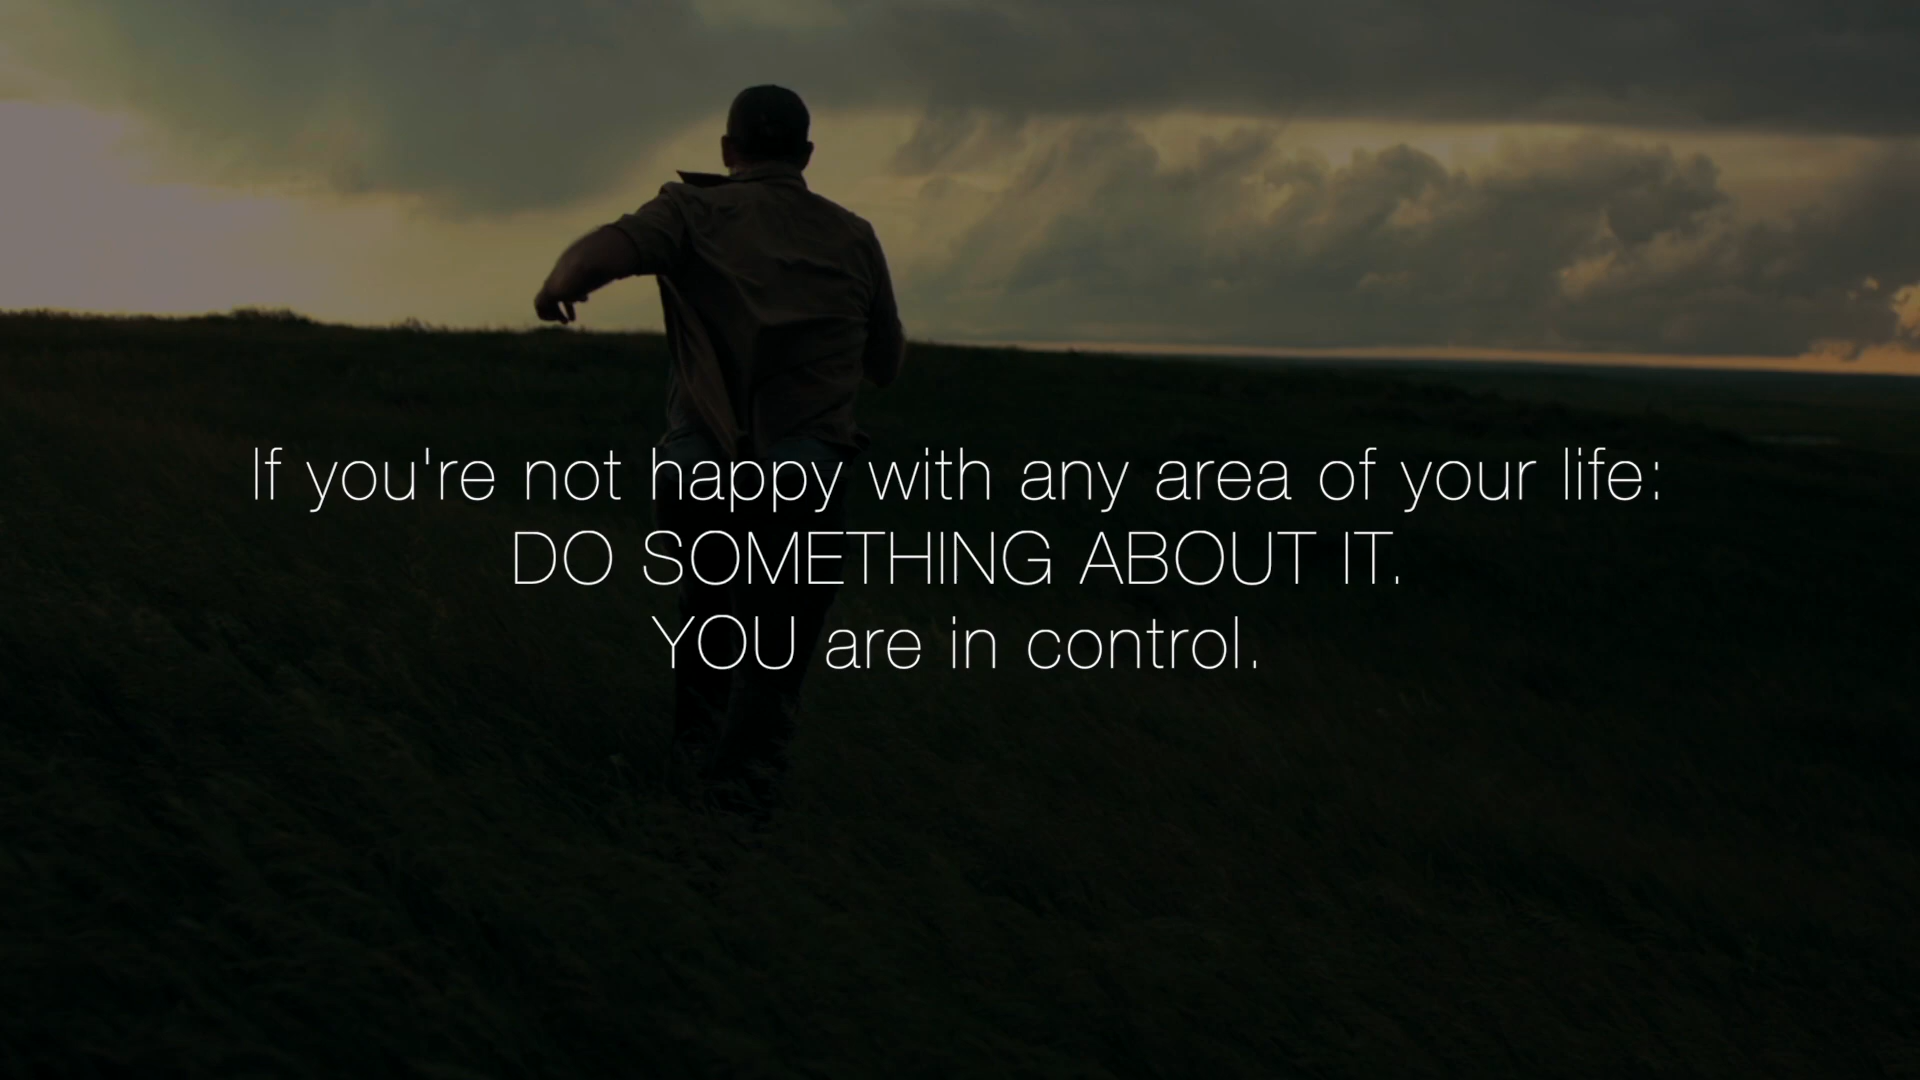 If you're not happy with any area of your life:
DO SOMETHING ABOUT IT.
YOU are in control.